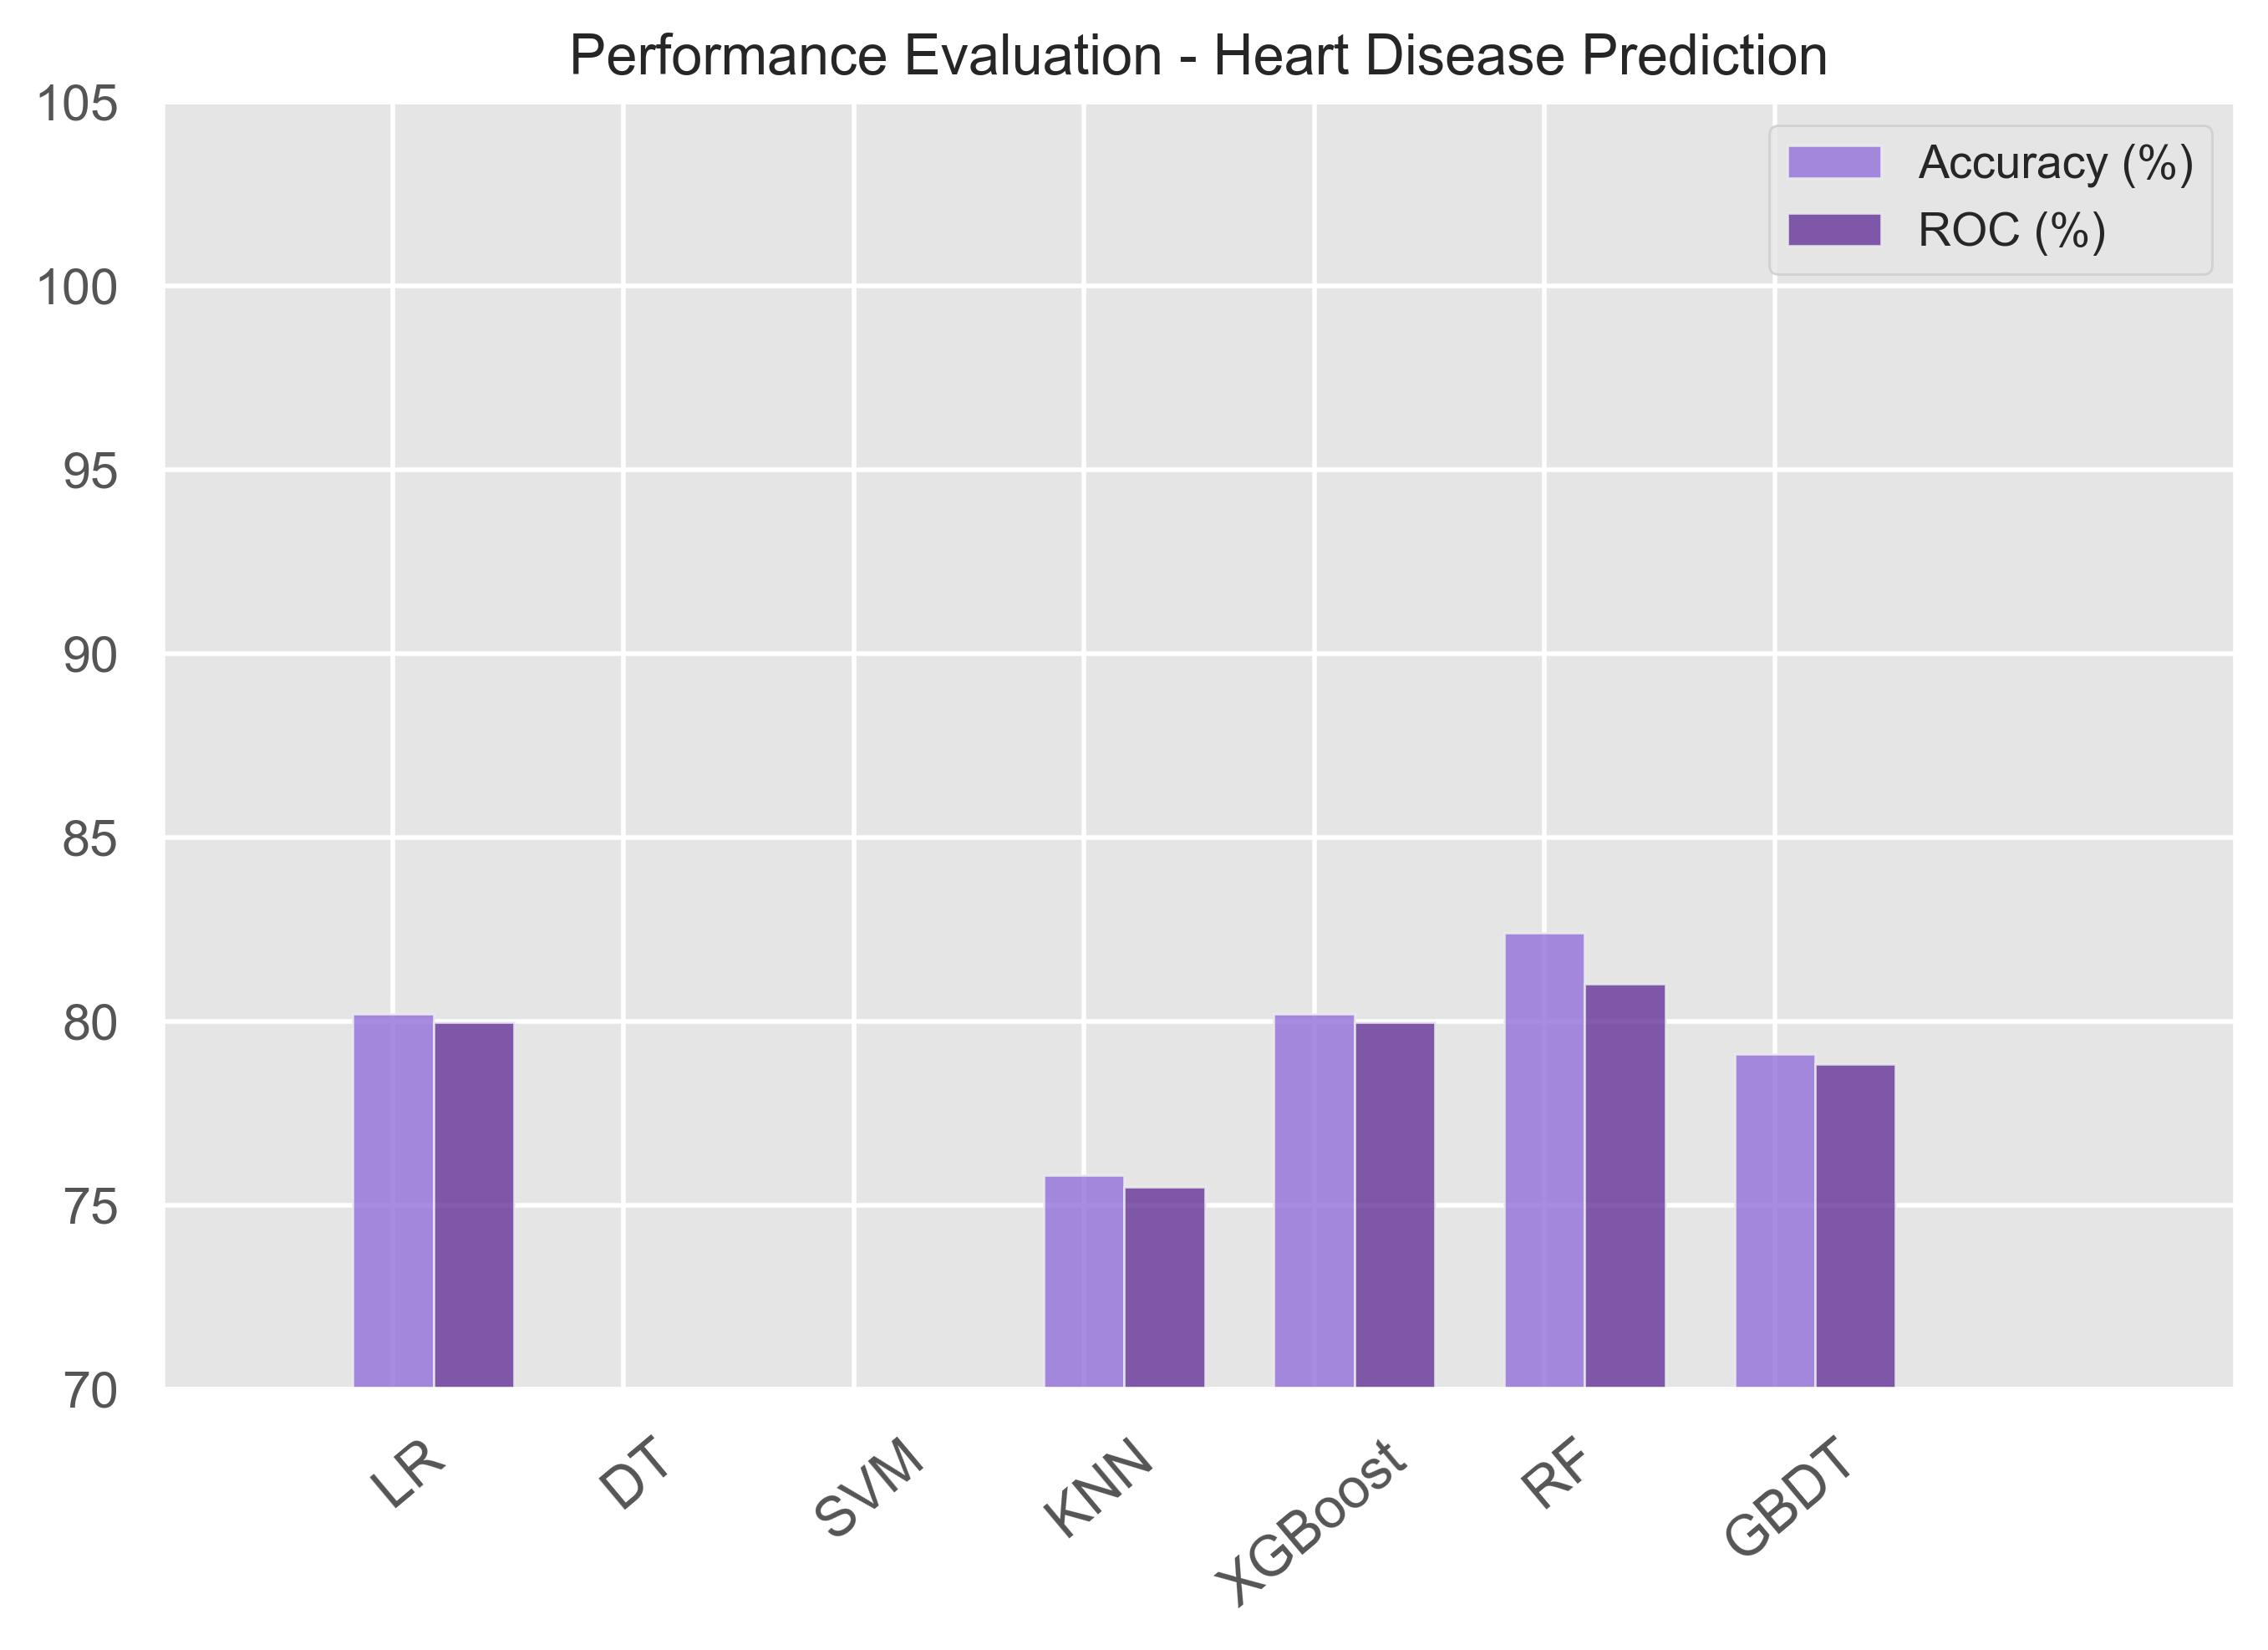 Performance Evaluation - Heart Disease Prediction
Accuracy (%)
ROC (%)
105
100
95
90
85
80
75
70
LR
DT
SVM
KNN
XGBoost
RF
GBDT